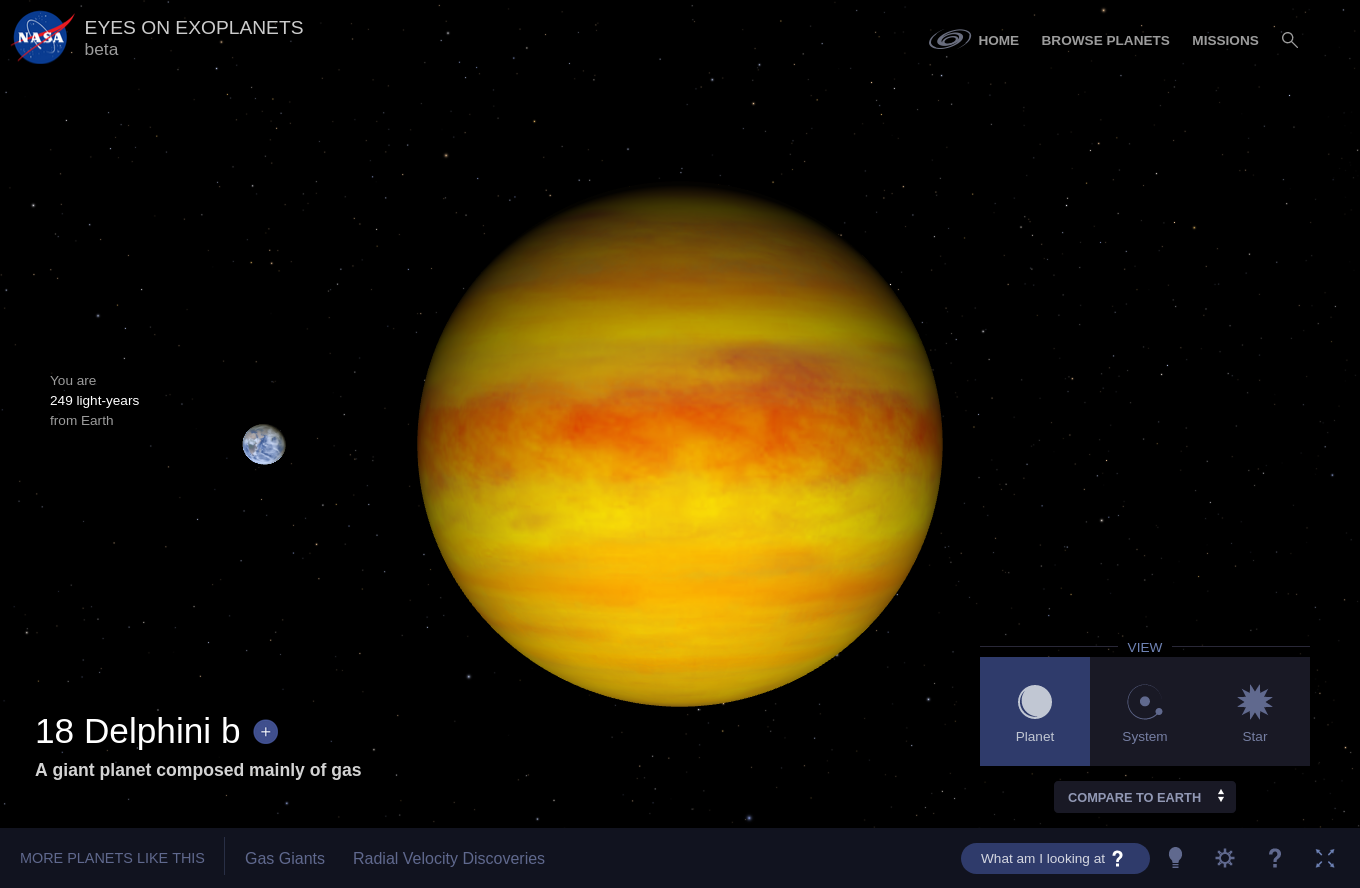 NASA
EYES ON EXOPLANETS
beta
HOME
BROWSE PLANETS
MISSIONS
You are
249 light-years
from Earth
18 Delphini b +
A giant planet composed mainly of gas
VIEW
Planet
System
Star
COMPARE TO EARTH
MORE PLANETS LIKE THIS
Gas Giants
Radial Velocity Discoveries
What am I looking at ?
?